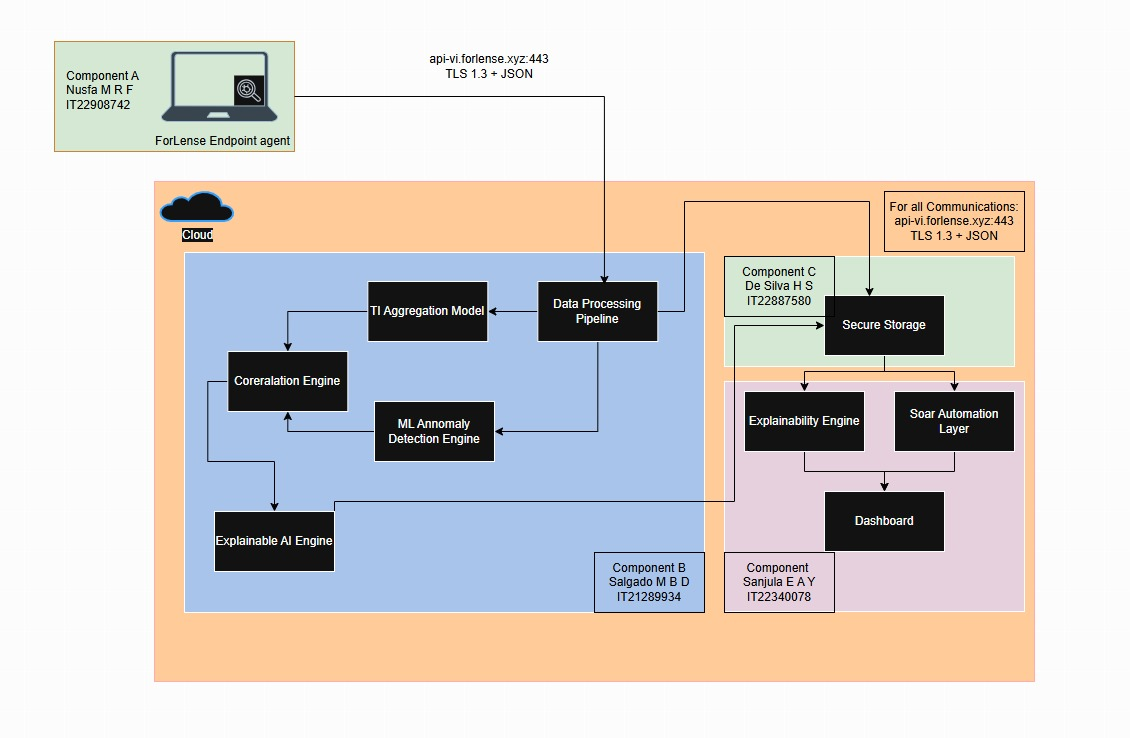 Component A
Nusfa M R F
IT22908742
ForLense Endpoint agent
api-vi.forlense.xyz:443
TLS 1.3 + JSON
Cloud
For all Communications:
api-vi.forlense.xyz:443
TLS 1.3 + JSON
TI Aggregation Model
Data Processing
Pipeline
Coreralation Engine
ML Annomaly
Detection Engine
Explainable AI Engine
Component B
Salgado M B D
IT21289934
Component C
De Silva H S
IT22887580
Secure Storage
Explainability Engine
Soar Automation
Layer
Dashboard
Component
Sanjula E A Y
IT22340078